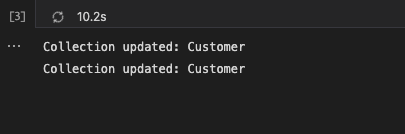 [3] 10.2s
... Collection updated: Customer
Collection updated: Customer